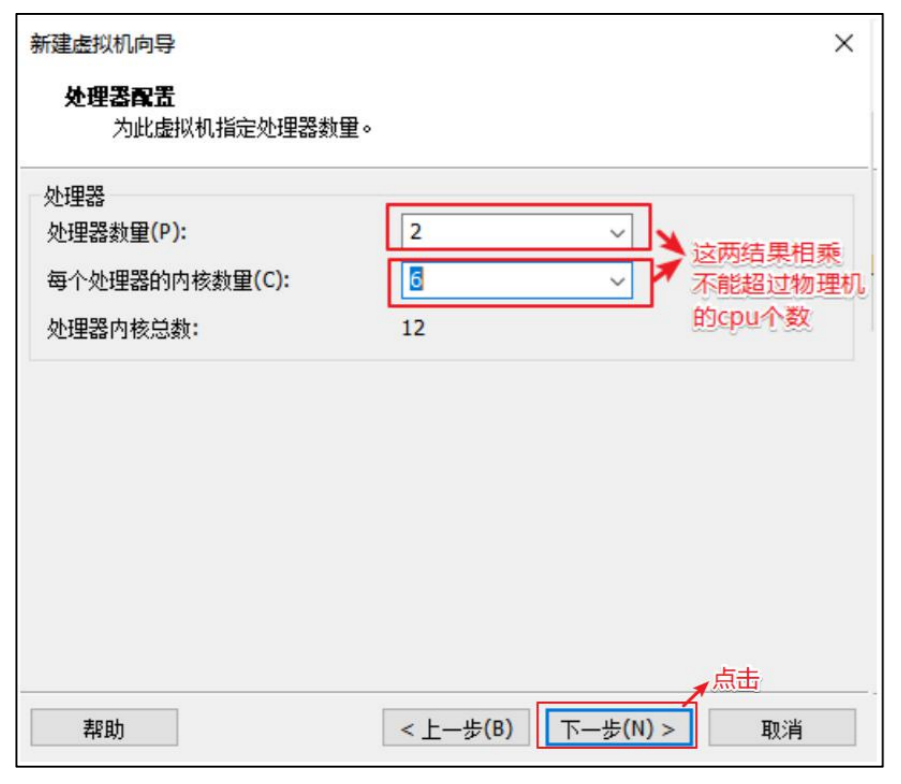 新建虚拟机向导
处理器配置
为此虚拟机指定处理器数量。
处理器
处理器数量(P):
2
每个处理器的内核数量(C):
6
处理器内核总数:
12
这两结果相乘
不能超过物理机
的cpu个数
点击
帮助
< 上一步(B)
下一步(N) >
取消